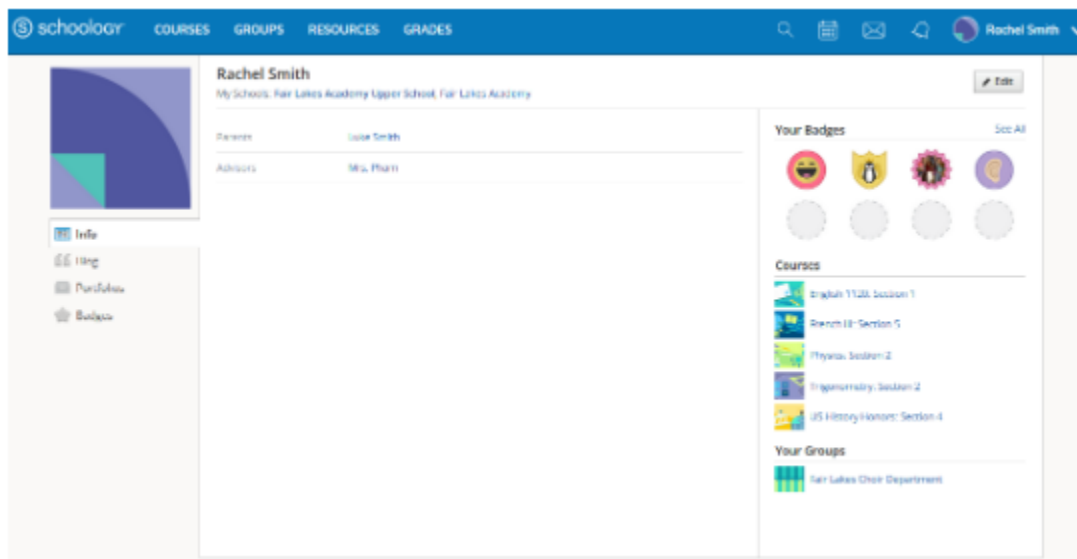 schoology COURSES GROUPS RESOURCES GRADES Rachel Smith
Rachel Smith
My Schools: Fair Lakes Academy Upper School, Fair Lakes Academy
Edit
Parents Luise Smith
Advisors Mrs. Pham
Info
Blog
Portfolios
Badges
Your Badges See All
Courses
English 1120: Section 1
French III: Section 5
Physics: Section 2
Trigonometry: Section 2
US History Honors: Section 4
Your Groups
Fair Lakes Choir Department